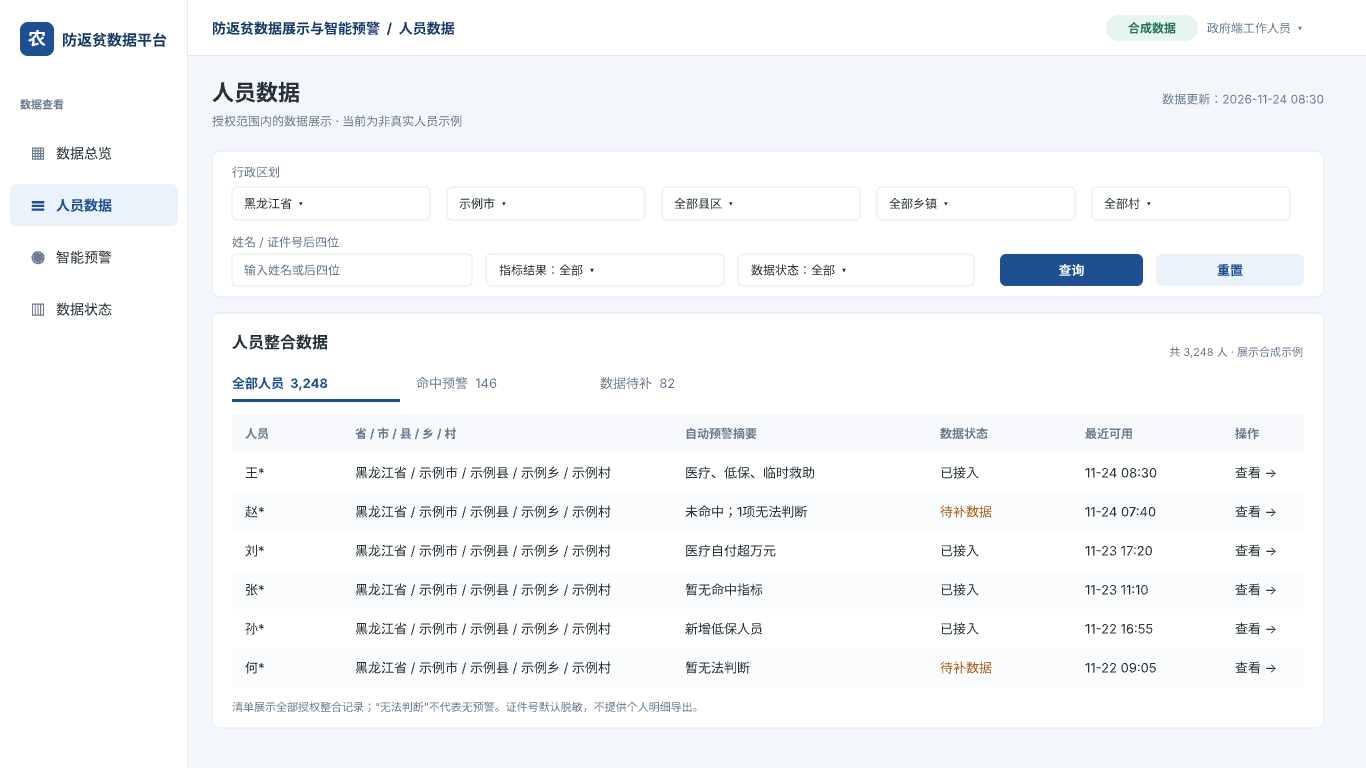 农 防返贫数据平台
防返贫数据展示与智能预警 / 人员数据
合成数据 政府端工作人员
数据查看
数据总览
人员数据
智能预警
数据状态
人员数据
数据更新：2026-11-24 08:30
授权范围内的数据展示 · 当前为非真实人员示例
行政区划
黑龙江省 示例市 全部县区 全部乡镇 全部村
姓名 / 证件号后四位
输入姓名或后四位 指标结果：全部 数据状态：全部 查询 重置
人员整合数据
共 3,248 人 · 展示合成示例
全部人员 3,248 命中预警 146 数据待补 82
人员 省 / 市 / 县 / 乡 / 村 自动预警摘要 数据状态 最近可用 操作
王* 黑龙江省 / 示例市 / 示例县 / 示例乡 / 示例村 医疗、低保、临时救助 已接入 11-24 08:30 查看 →
赵* 黑龙江省 / 示例市 / 示例县 / 示例乡 / 示例村 未命中；1项无法判断 待补数据 11-24 07:40 查看 →
刘* 黑龙江省 / 示例市 / 示例县 / 示例乡 / 示例村 医疗自付超万元 已接入 11-23 17:20 查看 →
张* 黑龙江省 / 示例市 / 示例县 / 示例乡 / 示例村 暂无命中指标 已接入 11-23 11:10 查看 →
孙* 黑龙江省 / 示例市 / 示例县 / 示例乡 / 示例村 新增低保人员 已接入 11-22 16:55 查看 →
何* 黑龙江省 / 示例市 / 示例县 / 示例乡 / 示例村 暂无法判断 待补数据 11-22 09:05 查看 →
清单展示全部授权整合记录；“无法判断”不代表无预警。证件号默认脱敏，不提供个人明细导出。